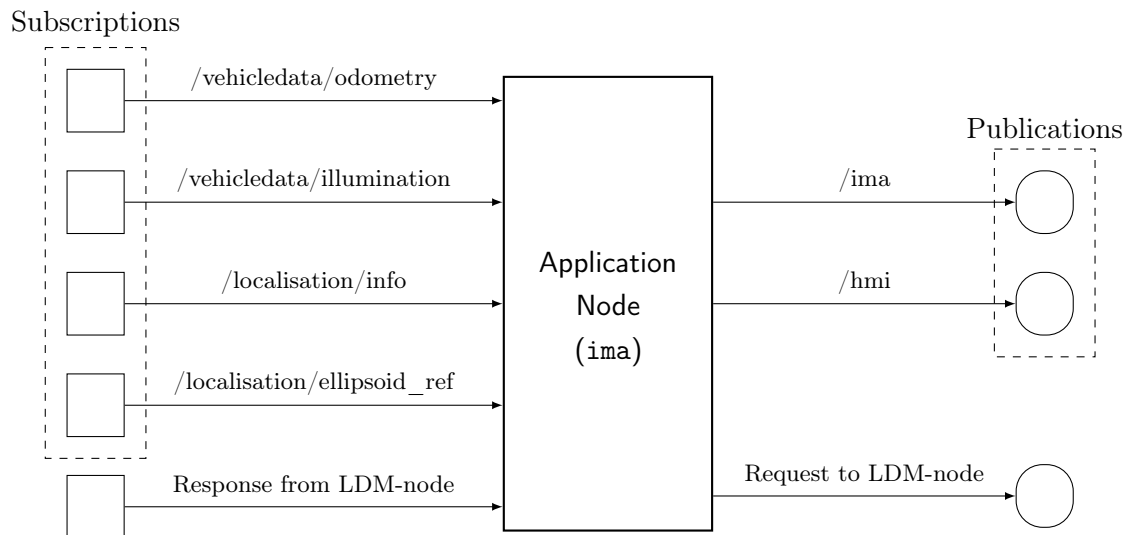 Subscriptions
/vehicledata/odometry
/vehicledata/illumination
/localisation/info
/localisation/ellipsoid_ref
Response from LDM-node
Application
Node
(ima)
Publications
/ima
/hmi
Request to LDM-node